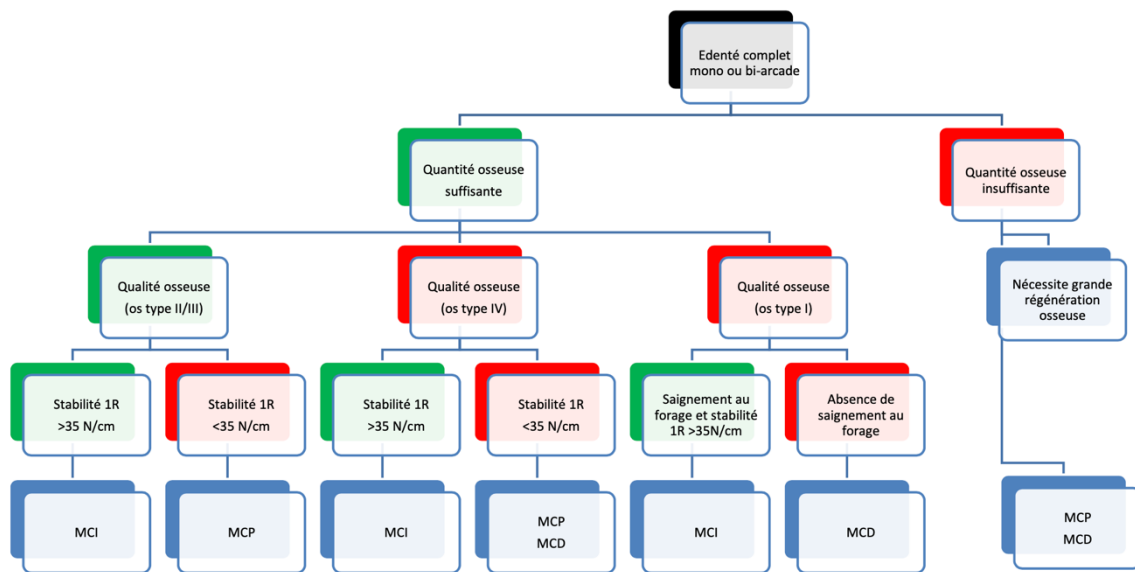 Edenté complet
mono ou bi-arcade
Quantité osseuse
suffisante
Quantité osseuse
insuffisante
Qualité osseuse
(os type II/III)
Qualité osseuse
(os type IV)
Qualité osseuse
(os type I)
Nécessite grande
régénération
osseuse
Stabilité 1R
>35 N/cm
Stabilité 1R
<35 N/cm
Stabilité 1R
>35 N/cm
Stabilité 1R
<35 N/cm
Saignement au
forage et stabilité
1R >35N/cm
Absence de
saignement au
forage
MCI
MCP
MCI
MCP
MCD
MCI
MCD
MCP
MCD